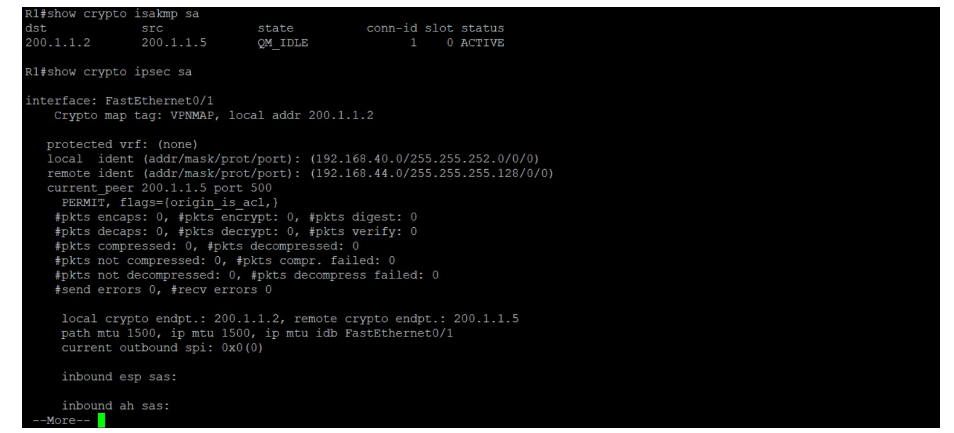 R1#show crypto isakmp sa
dst             src             state          conn-id slot status
200.1.1.2       200.1.1.5       QM_IDLE              1    0 ACTIVE
R1#show crypto ipsec sa
interface: FastEthernet0/1
    Crypto map tag: VPNMAP, local addr 200.1.1.2
   protected vrf: (none)
   local  ident (addr/mask/prot/port): (192.168.40.0/255.255.252.0/0/0)
   remote ident (addr/mask/prot/port): (192.168.44.0/255.255.255.128/0/0)
   current_peer 200.1.1.5 port 500
     PERMIT, flags={origin_is_acl,}
    #pkts encaps: 0, #pkts encrypt: 0, #pkts digest: 0
    #pkts decaps: 0, #pkts decrypt: 0, #pkts verify: 0
    #pkts compressed: 0, #pkts decompressed: 0
    #pkts not compressed: 0, #pkts compr. failed: 0
    #pkts not decompressed: 0, #pkts decompress failed: 0
    #send errors 0, #recv errors 0
     local crypto endpt.: 200.1.1.2, remote crypto endpt.: 200.1.1.5
     path mtu 1500, ip mtu 1500, ip mtu idb FastEthernet0/1
     current outbound spi: 0x0(0)
     inbound esp sas:
     inbound ah sas:
 --More--